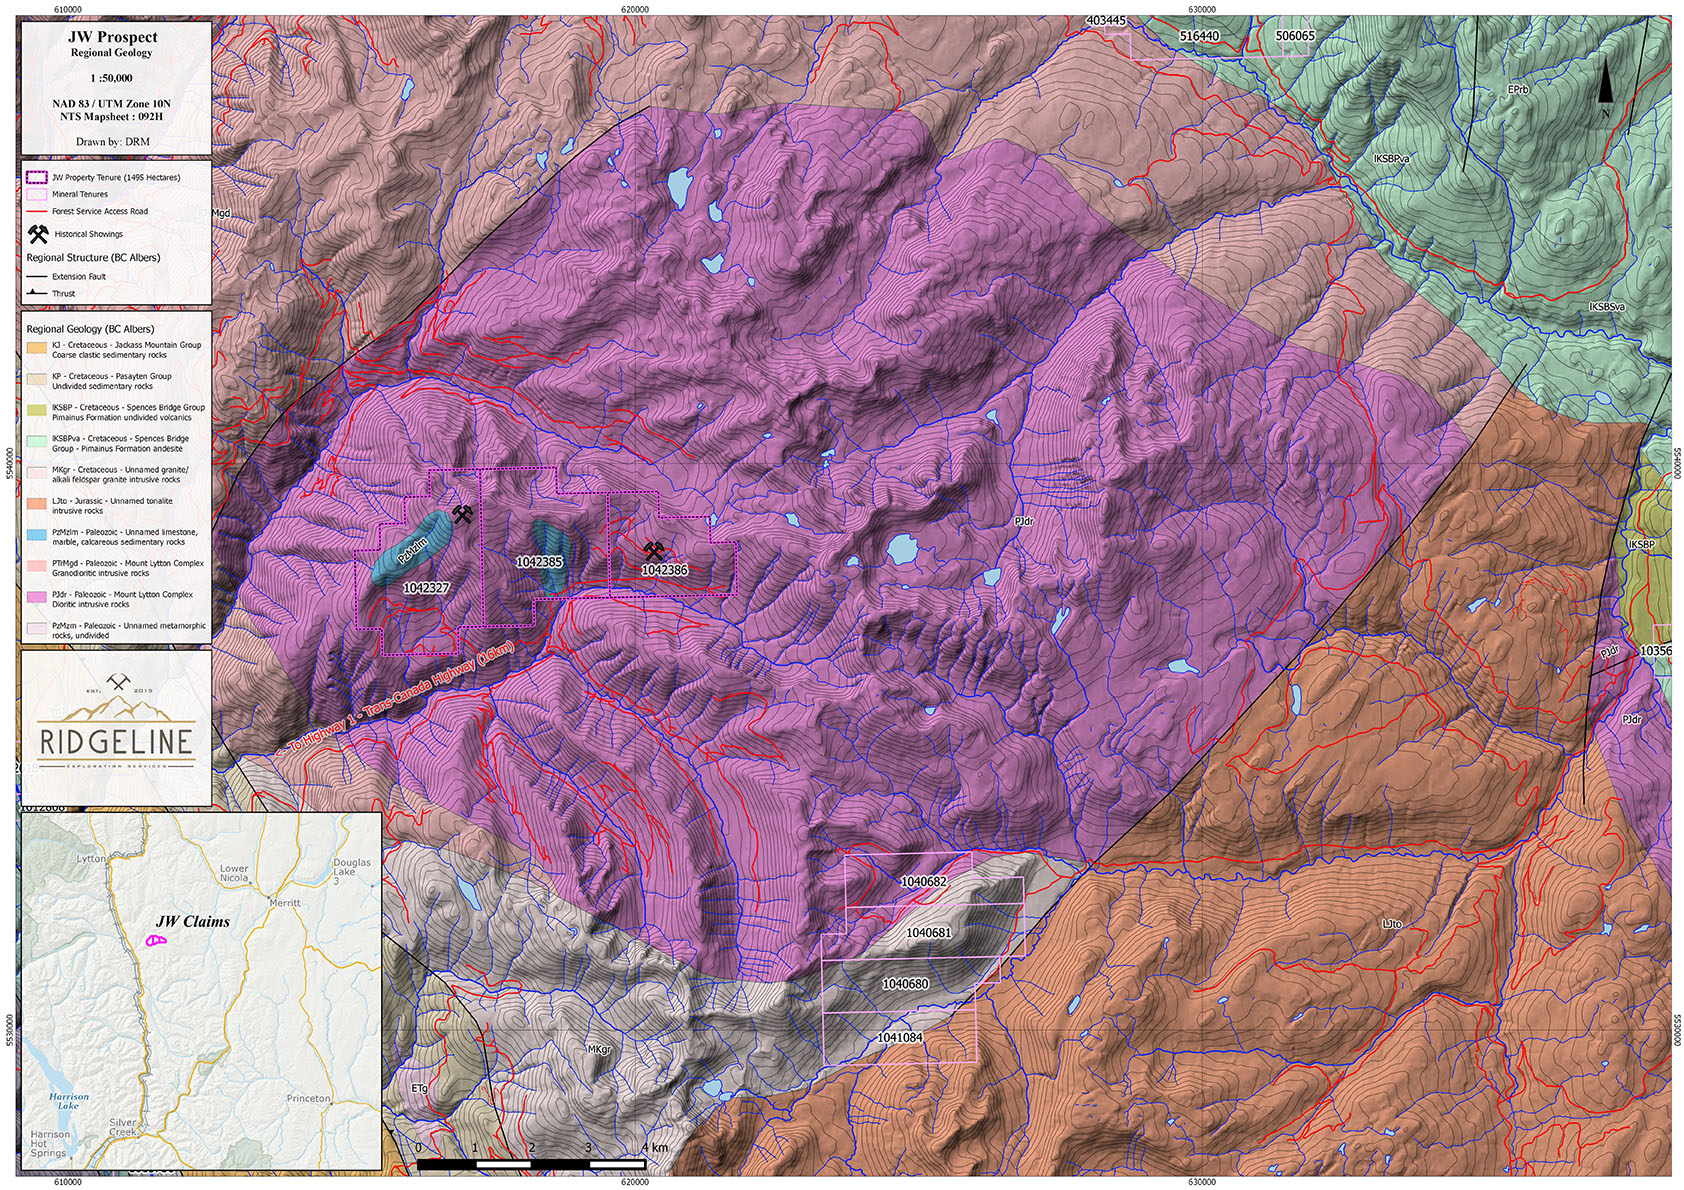 610000
620000
630000
JW Prospect
Regional Geology
1 :50,000
NAD 83 / UTM Zone 10N
NTS Mapsheet : 092H
Drawn by: DRM
JW Property Tenure (1495 Hectares)
Mineral Tenures
Forest Service Access Road
Historical Showings
Regional Structure (BC Albers)
Extension Fault
Thrust
Regional Geology (BC Albers)
KJ - Cretaceous - Jackass Mountain Group
Coarse clastic sedimentary rocks
KP - Cretaceous - Pasayten Group
Undivided sedimentary rocks
lKSBP - Cretaceous - Spences Bridge Group
Pimainus Formation undivided volcanics
lKSBPva - Cretaceous - Spences Bridge
Group - Pimainus Formation andesite
MKgr - Cretaceous - Unnamed granite/
alkali feldspar granite intrusive rocks
LJto - Jurassic - Unnamed tonalite
intrusive rocks
PzMzlm - Paleozoic - Unnamed limestone,
marble, calcareous sedimentary rocks
PTrMgd - Paleozoic - Mount Lytton Complex
Granodioritic intrusive rocks
PJdr - Paleozoic - Mount Lytton Complex
Dioritic intrusive rocks
PzMzm - Paleozoic - Unnamed metamorphic
rocks, undivided
EST. 2015
RIDGELINE
EXPLORATION SERVICES
Lytton
Lower
Nicola
Douglas
Lake
3
Merritt
JW Claims
Harrison
Lake
Princeton
Silver
Creek
Harrison
Hot
Springs
403445
516440
506065
EPrb
N
lKSBPva
lKSBSva
Mgd
5540000
5540000
PJdr
PzMzlm
1042327
1042385
1042386
lKSBP
10356
PJdr
PJdr
<- To Highway 1 - Trans-Canada Highway (16km)
1012808
1040682
1040681
1040680
1041084
LJto
MKgr
ETg
5530000
5530000
0 1 2 3 4 km
610000
620000
630000